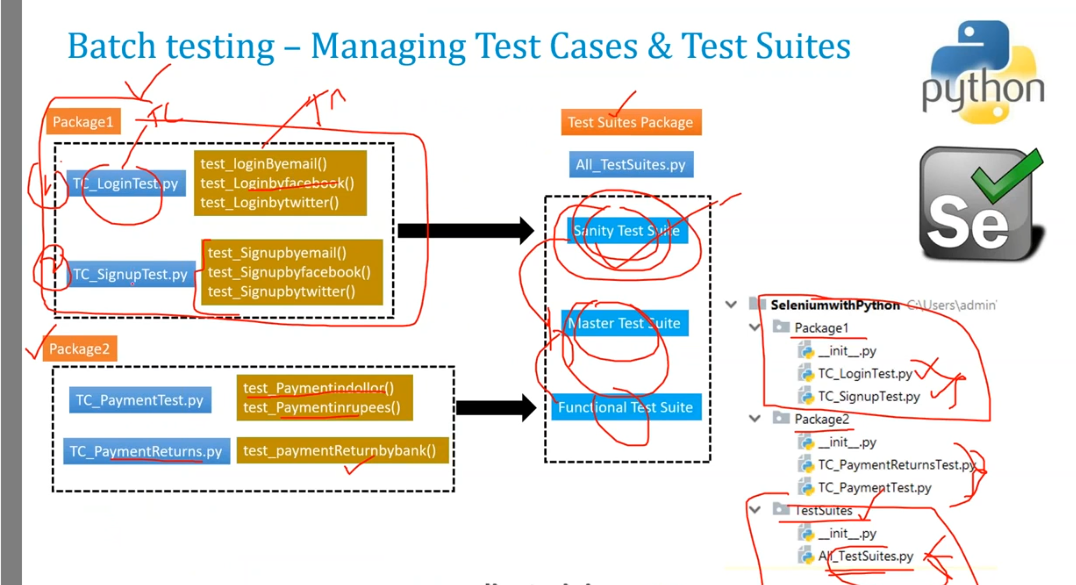 Batch testing – Managing Test Cases & Test Suites
python
Package1
TC
TC_LoginTest.py
test_loginByemail()
test_Loginbyfacebook()
test_Loginbytwitter()
TC_SignupTest.py
test_Signupbyemail()
test_Signupbyfacebook()
test_Signupbytwitter()
Package2
TC_PaymentTest.py
test_Paymentindollor()
test_Paymentinrupees()
TC_PaymentReturns.py
test_paymentReturnbybank()
Test Suites Package
All_TestSuites.py
Sanity Test Suite
Master Test Suite
Functional Test Suite
Se
SeleniumwithPython C:\Users\admin
Package1
__init__.py
TC_LoginTest.py
TC_SignupTest.py
Package2
__init__.py
TC_PaymentReturnsTest.py
TC_PaymentTest.py
TestSuites
__init__.py
All_TestSuites.py